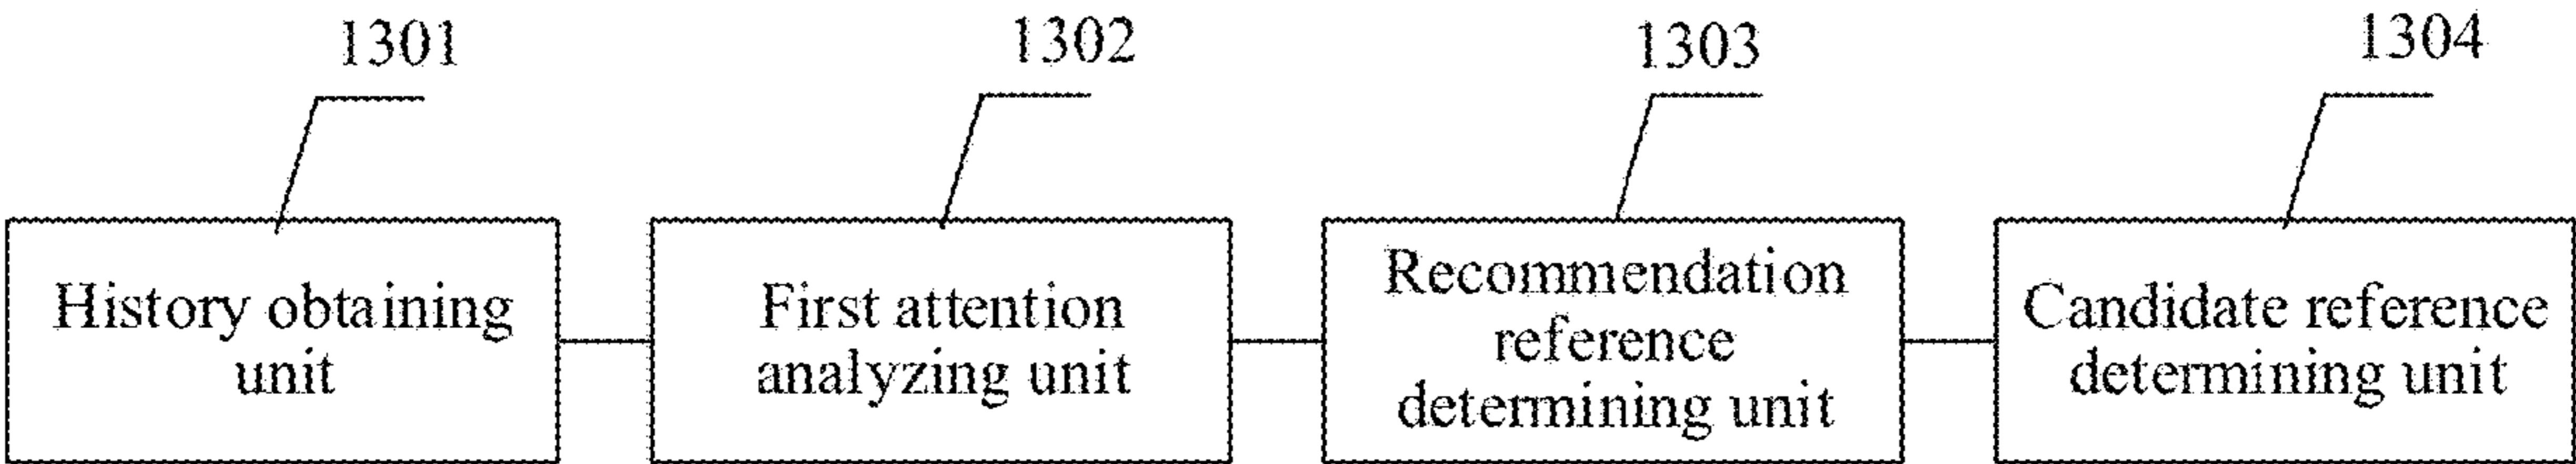 1301
1302
1303
1304
History obtaining
unit
First attention
analyzing unit
Recommendation
reference
determining unit
Candidate reference
determining unit